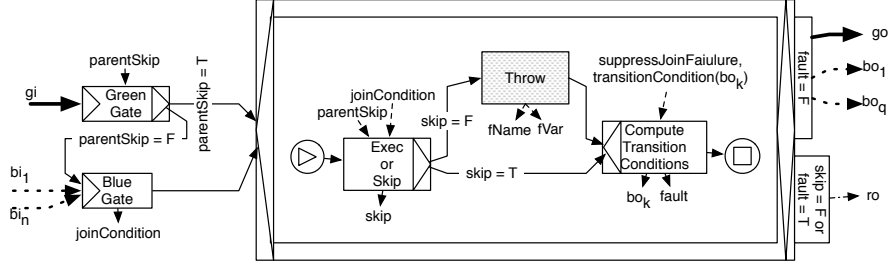 parentSkip
gi
Green
Gate
parentSkip = T
parentSkip = F
bi1
bin
Blue
Gate
joinCondition
joinCondition
parentSkip
Exec
or
Skip
skip
skip = F
skip = T
Throw
fName fVar
suppressJoinFaiulure,
transitionCondition(bok)
Compute
Transition
Conditions
bok fault
fault = F
go
bo1
boq
skip = F or
fault = T
ro